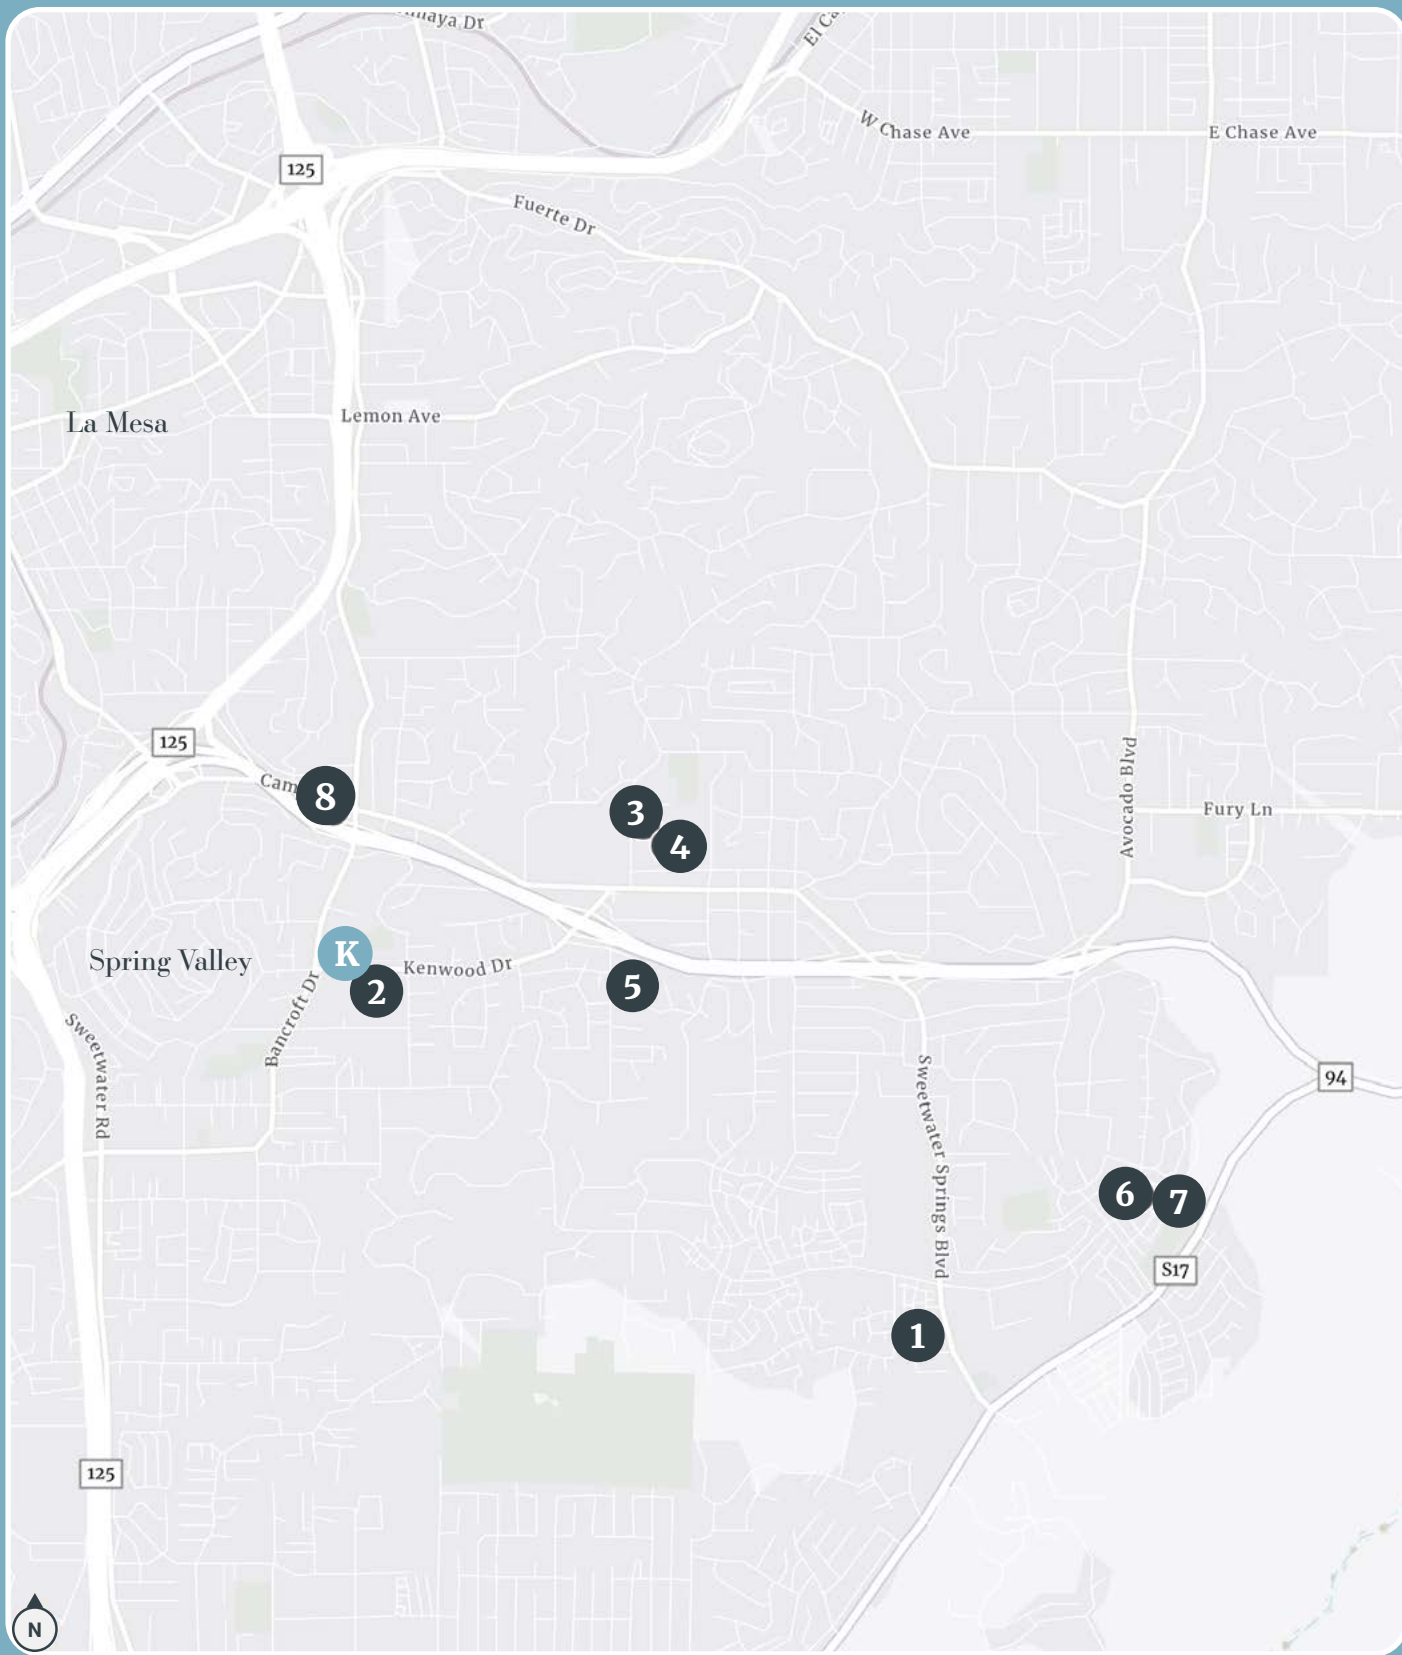 El Ca
W Chase Ave
E Chase Ave
125
Fuerte Dr
Lemon Ave
La Mesa
125
Cam
8
3
4
Avocado Blvd
Fury Ln
Spring Valley
K
2
Kenwood Dr
5
Bancroft Dr
Sweetwater Rd
Sweetwater Springs Blvd
94
6
7
S17
1
125
N